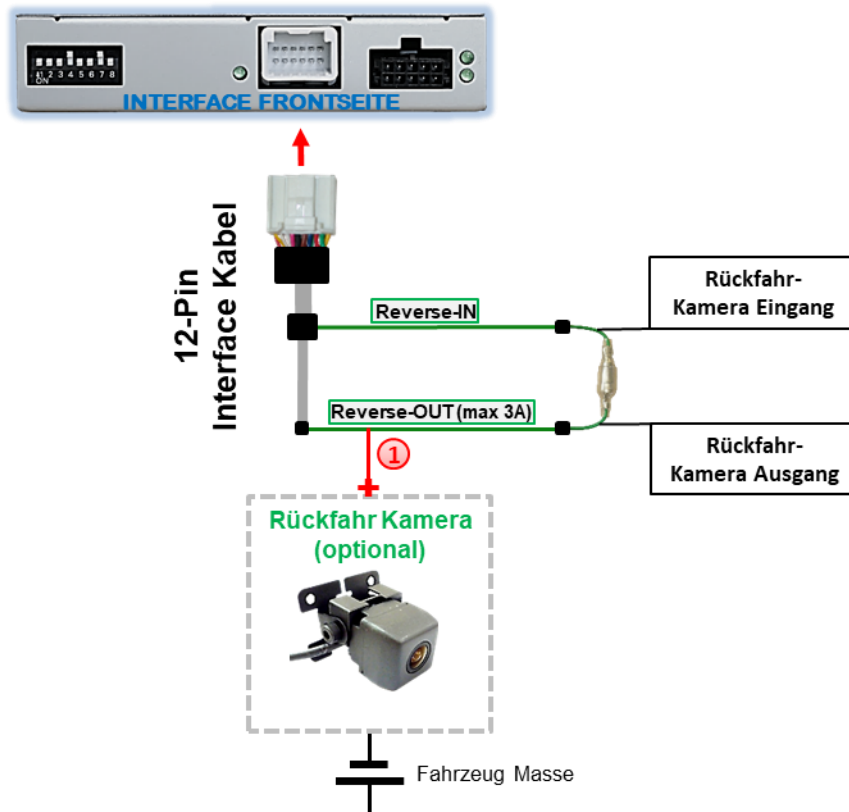 1 2 3 4 5 6 7 8
ON
INTERFACE FRONTSEITE
12-Pin
Interface Kabel
Reverse-IN
Rückfahr-
Kamera Eingang
Reverse-OUT (max 3A)
Rückfahr-
Kamera Ausgang
1
+
Rückfahr Kamera
(optional)
Fahrzeug Masse